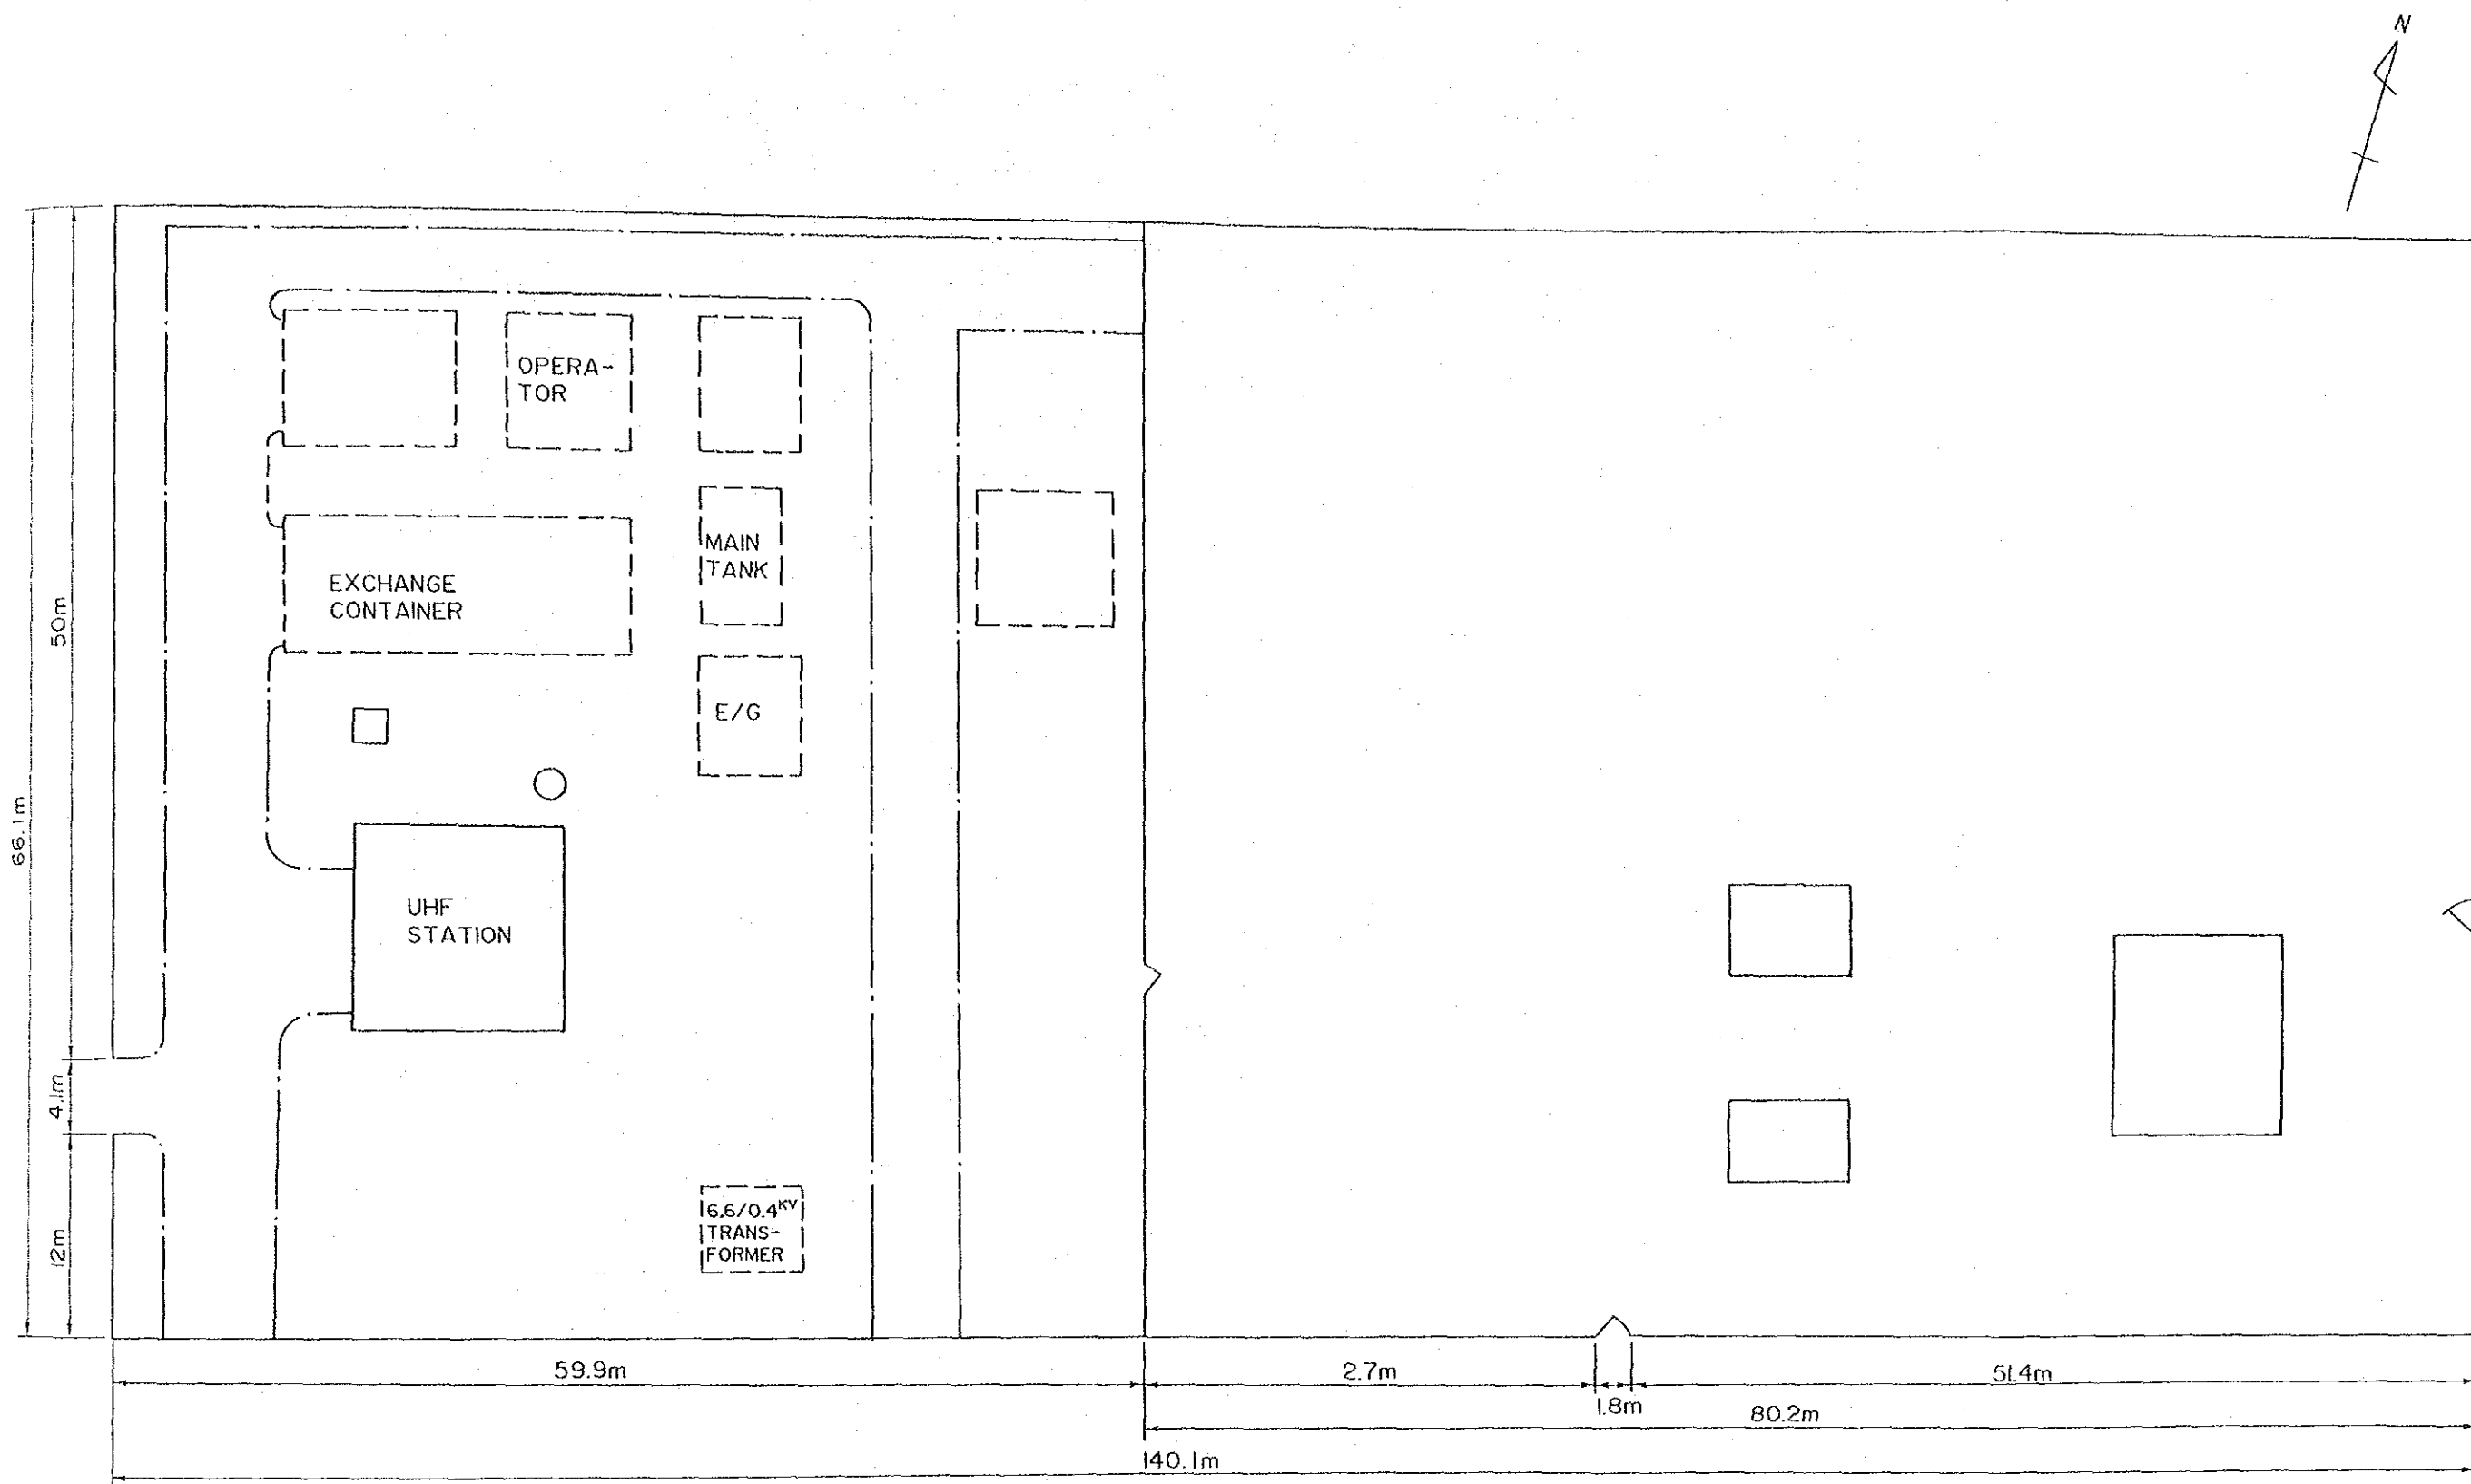 N
OPERA-
TOR
MAIN
TANK
EXCHANGE
CONTAINER
50m
E/G
66.1m
UHF
STATION
4.1m
6.6/0.4KV
TRANS-
FORMER
12m
59.9m
2.7m
51.4m
1.8m
80.2m
140.1m